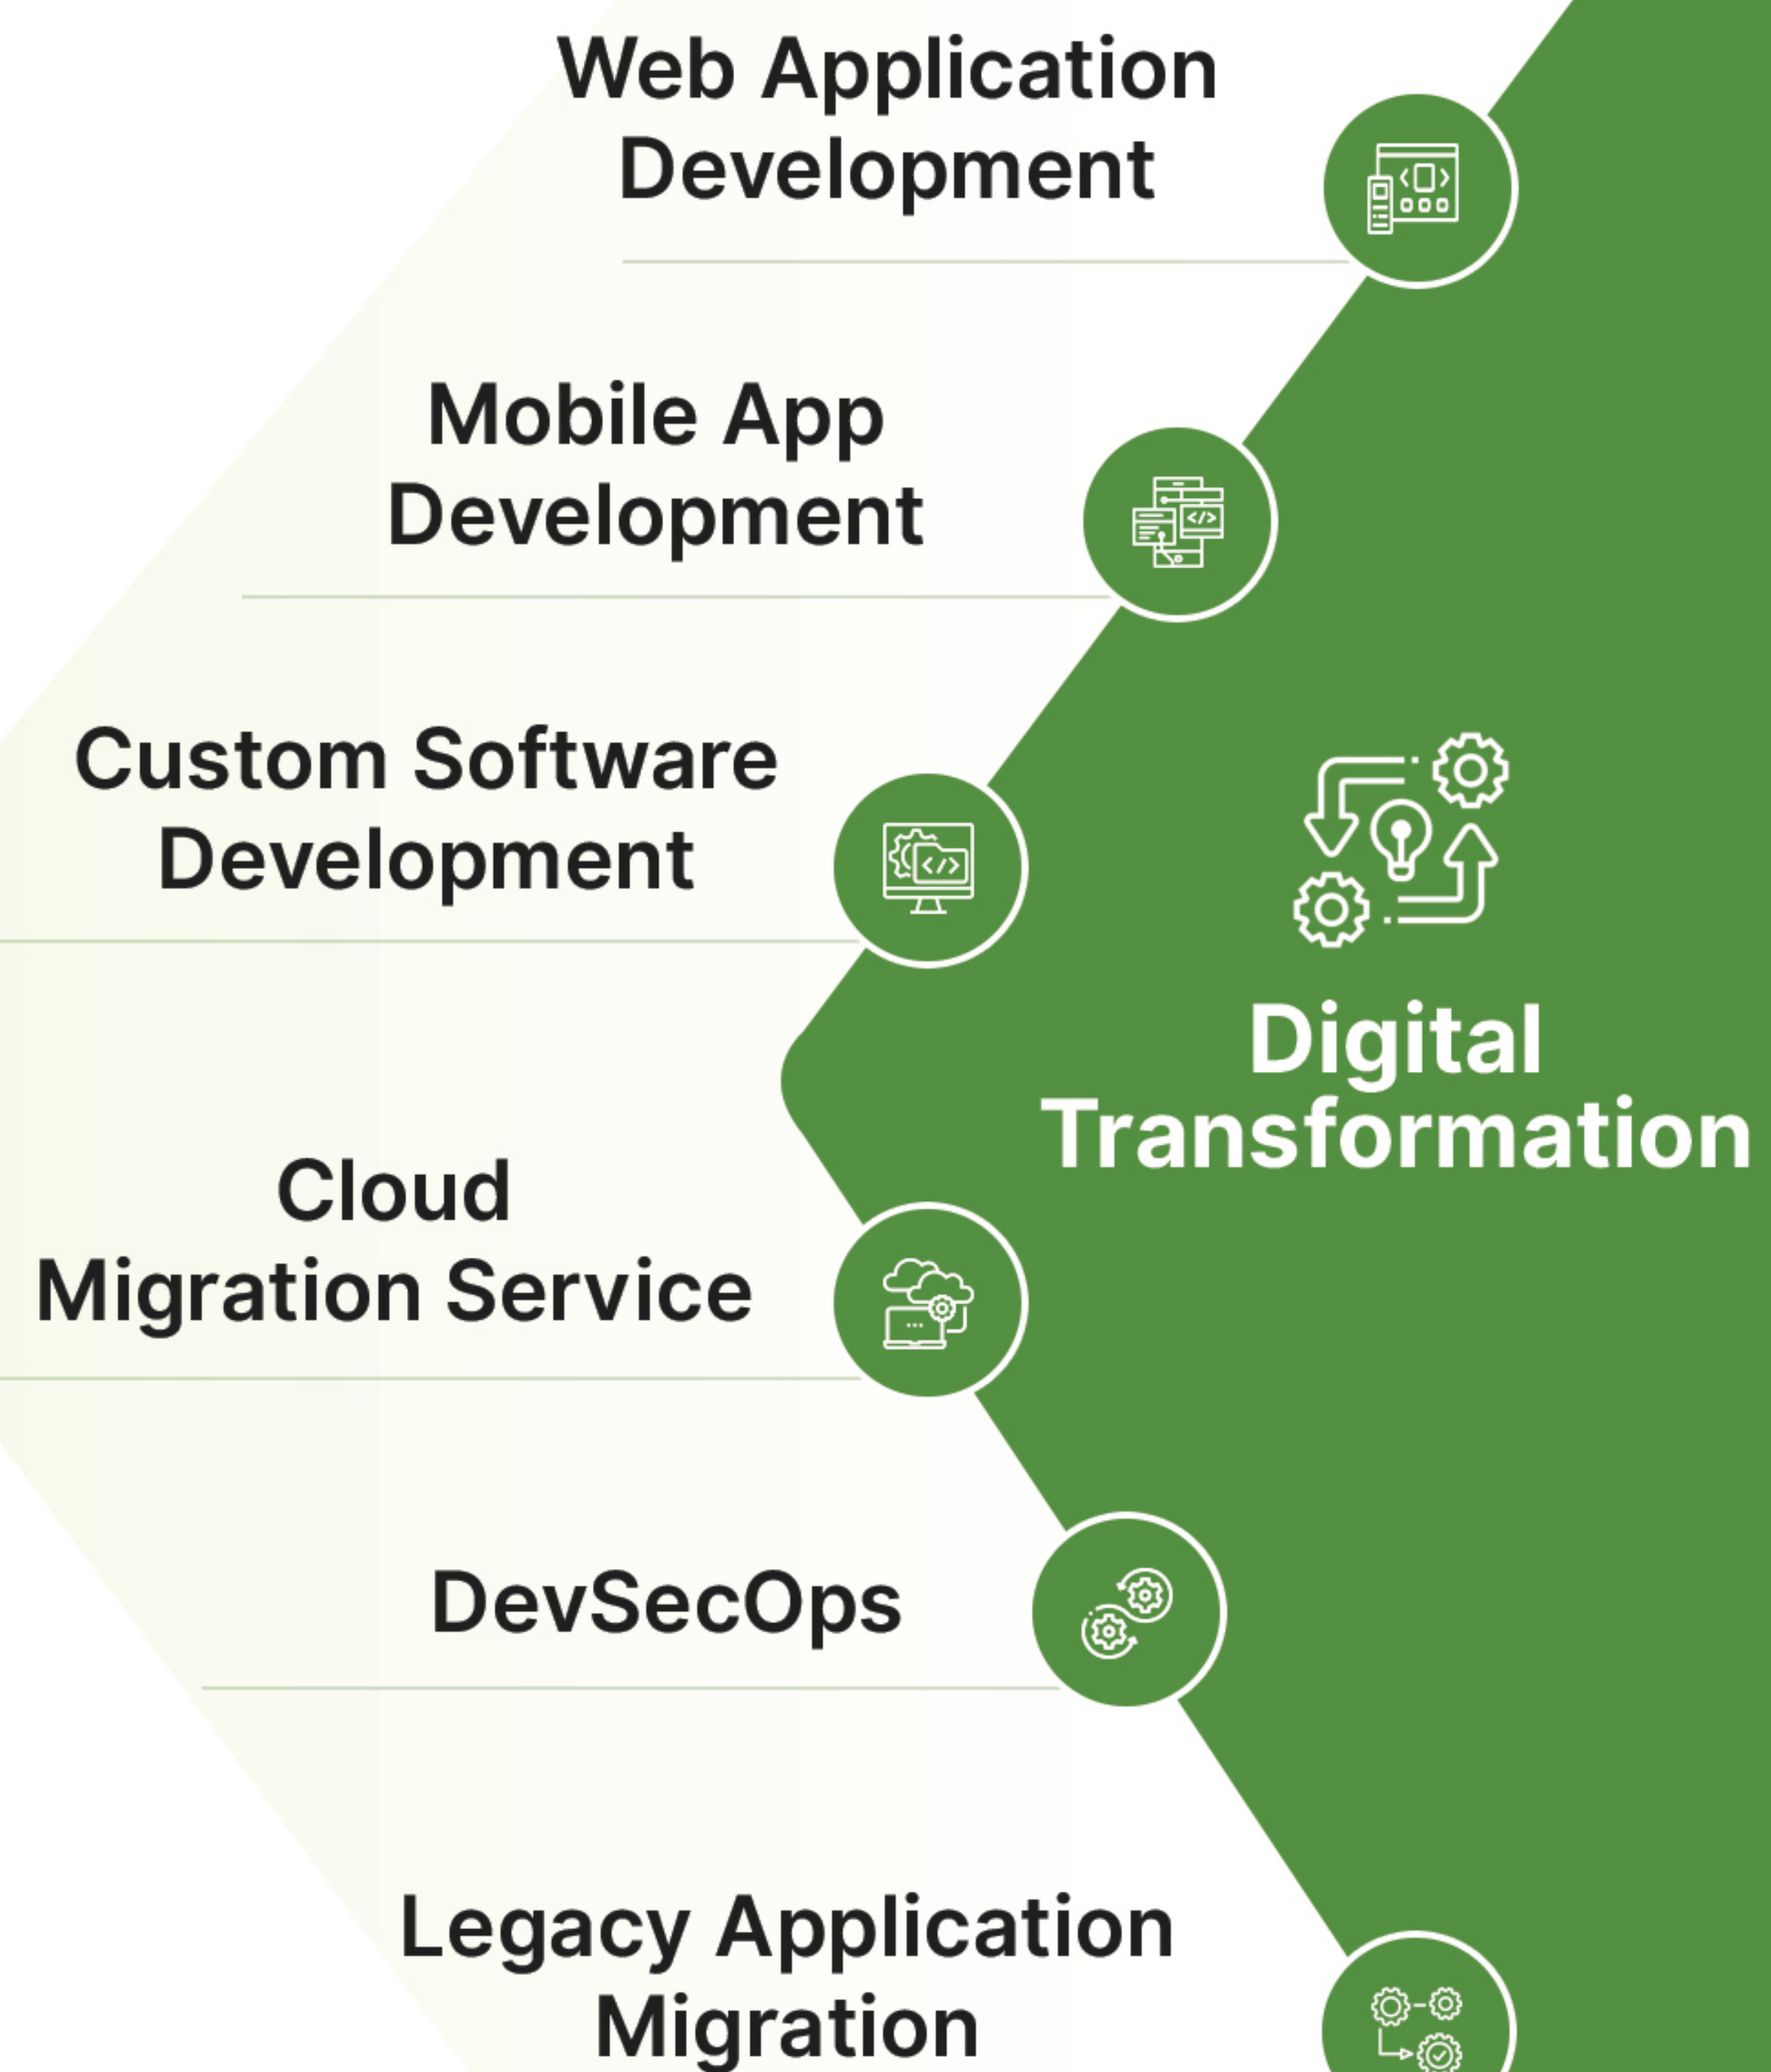 Web Application
Development
Mobile App
Development
Custom Software
Development
Digital
Transformation
Cloud
Migration Service
DevSecOps
Legacy Application
Migration